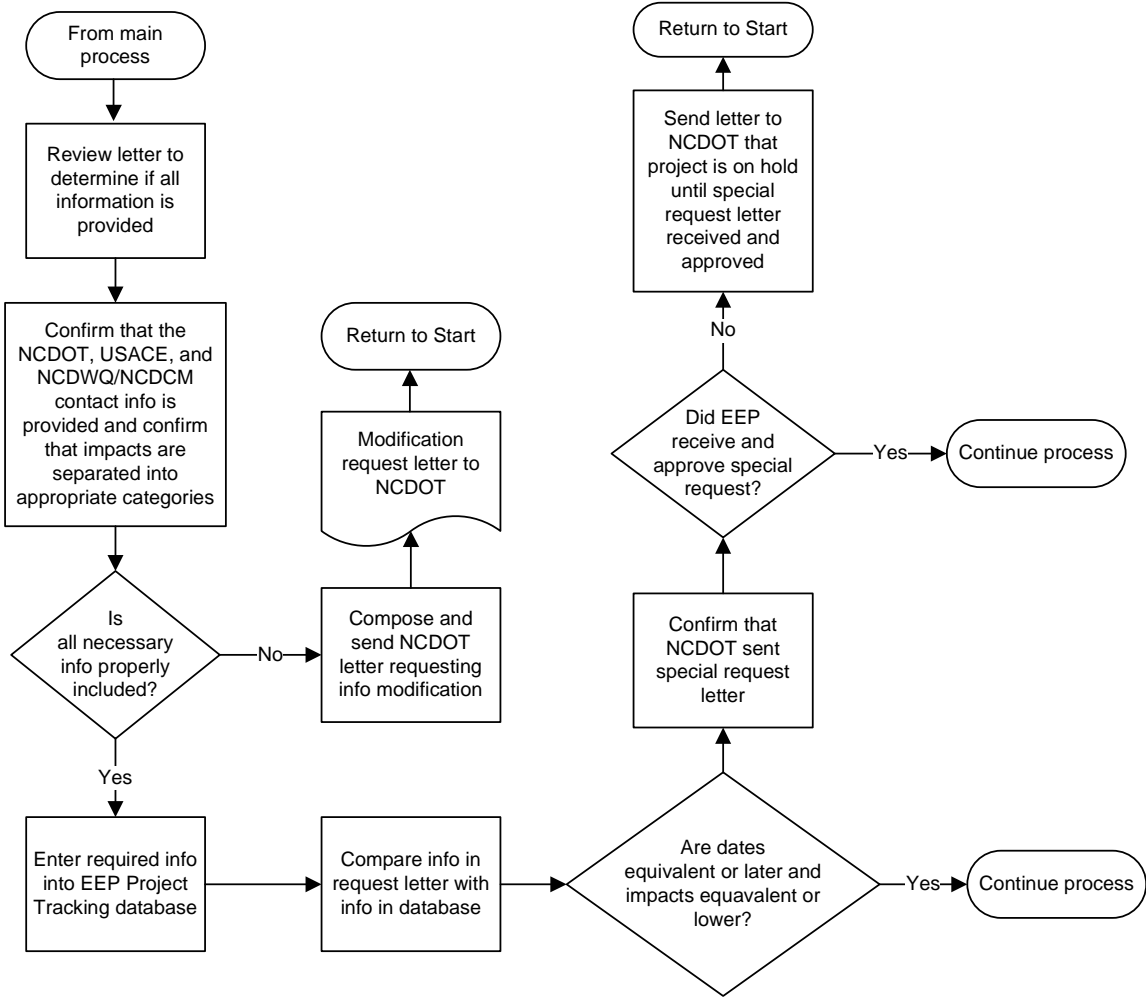 From main
process
Review letter to
determine if all
information is
provided
Confirm that the
NCDOT, USACE, and
NCDWQ/NCDCM
contact info is
provided and confirm
that impacts are
separated into
appropriate categories
Is
all necessary
info properly
included?
No
Compose and
send NCDOT
letter requesting
info modification
Modification
request letter to
NCDOT
Return to Start
Yes
Enter required info
into EEP Project
Tracking database
Compare info in
request letter with
info in database
Are dates
equivalent or later and
impacts equavalent or
lower?
Yes
Continue process
Confirm that
NCDOT sent
special request
letter
Did EEP
receive and
approve special
request?
Yes
Continue process
No
Send letter to
NCDOT that
project is on hold
until special
request letter
received and
approved
Return to Start